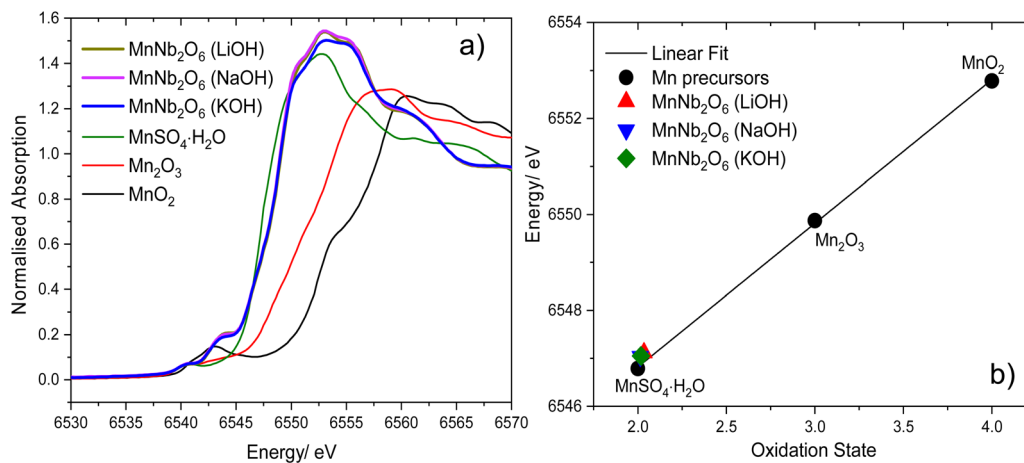 a)
MnNb₂O₆ (LiOH)
MnNb₂O₆ (NaOH)
MnNb₂O₆ (KOH)
MnSO₄·H₂O
Mn₂O₃
MnO₂
Normalised Absorption
1.6
1.4
1.2
1.0
0.8
0.6
0.4
0.2
0.0
6530 6535 6540 6545 6550 6555 6560 6565 6570
Energy/ eV
b)
Linear Fit
Mn precursors
MnNb₂O₆ (LiOH)
MnNb₂O₆ (NaOH)
MnNb₂O₆ (KOH)
MnO₂
Mn₂O₃
MnSO₄·H₂O
Energy/ eV
6554
6552
6550
6548
6546
2.0 2.5 3.0 3.5 4.0
Oxidation State